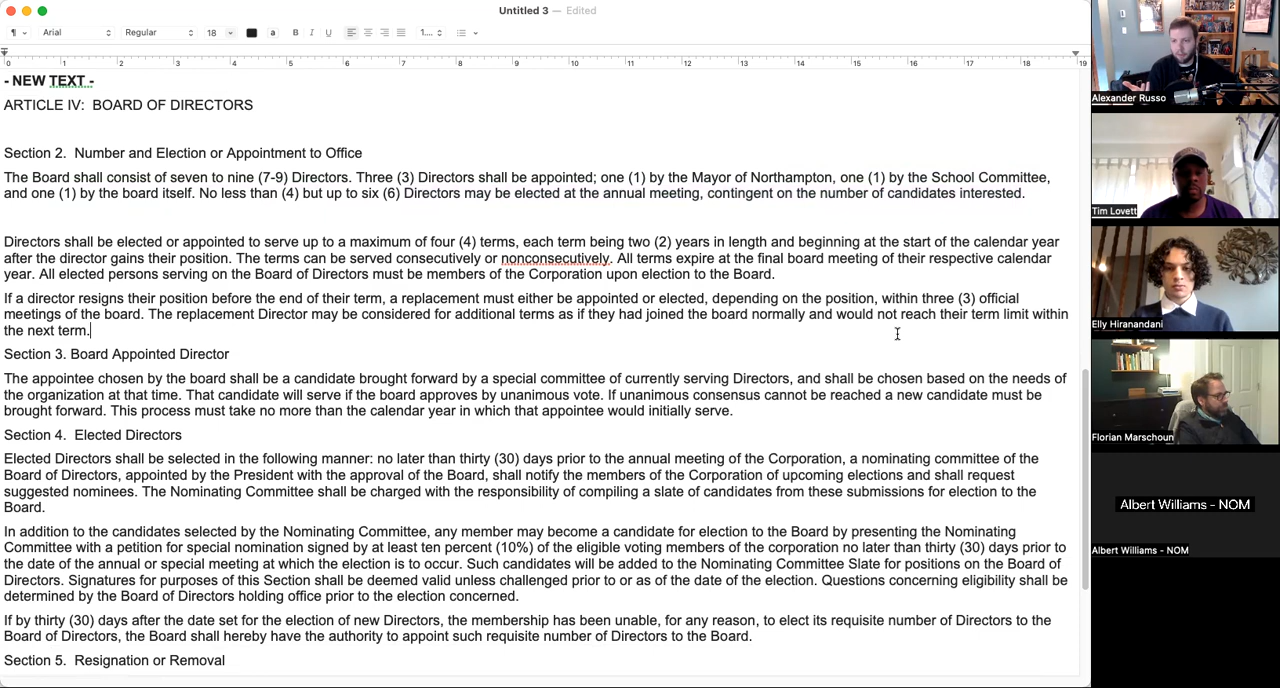 Untitled 3 — Edited
¶ Arial Regular 18 a B I U 1....
0 1 2 3 4 5 6 7 8 9 10 11 12 13 14 15 16 17 18 19
- NEW TEXT -
ARTICLE IV:  BOARD OF DIRECTORS
Section 2.  Number and Election or Appointment to Office
The Board shall consist of seven to nine (7-9) Directors. Three (3) Directors shall be appointed; one (1) by the Mayor of Northampton, one (1) by the School Committee,
and one (1) by the board itself. No less than (4) but up to six (6) Directors may be elected at the annual meeting, contingent on the number of candidates interested.
Directors shall be elected or appointed to serve up to a maximum of four (4) terms, each term being two (2) years in length and beginning at the start of the calendar year
after the director gains their position. The terms can be served consecutively or nonconsecutively. All terms expire at the final board meeting of their respective calendar
year. All elected persons serving on the Board of Directors must be members of the Corporation upon election to the Board.
If a director resigns their position before the end of their term, a replacement must either be appointed or elected, depending on the position, within three (3) official
meetings of the board. The replacement Director may be considered for additional terms as if they had joined the board normally and would not reach their term limit within
the next term.
Section 3. Board Appointed Director
The appointee chosen by the board shall be a candidate brought forward by a special committee of currently serving Directors, and shall be chosen based on the needs of
the organization at that time. That candidate will serve if the board approves by unanimous vote. If unanimous consensus cannot be reached a new candidate must be
brought forward. This process must take no more than the calendar year in which that appointee would initially serve.
Section 4.  Elected Directors
Elected Directors shall be selected in the following manner: no later than thirty (30) days prior to the annual meeting of the Corporation, a nominating committee of the
Board of Directors, appointed by the President with the approval of the Board, shall notify the members of the Corporation of upcoming elections and shall request
suggested nominees. The Nominating Committee shall be charged with the responsibility of compiling a slate of candidates from these submissions for election to the
Board.
In addition to the candidates selected by the Nominating Committee, any member may become a candidate for election to the Board by presenting the Nominating
Committee with a petition for special nomination signed by at least ten percent (10%) of the eligible voting members of the corporation no later than thirty (30) days prior to
the date of the annual or special meeting at which the election is to occur. Such candidates will be added to the Nominating Committee Slate for positions on the Board of
Directors. Signatures for purposes of this Section shall be deemed valid unless challenged prior to or as of the date of the election. Questions concerning eligibility shall be
determined by the Board of Directors holding office prior to the election concerned.
If by thirty (30) days after the date set for the election of new Directors, the membership has been unable, for any reason, to elect its requisite number of Directors to the
Board of Directors, the Board shall hereby have the authority to appoint such requisite number of Directors to the Board.
Section 5.  Resignation or Removal
Alexander Russo
Tim Lovett
Elly Hiranandani
Florian Marschoun
Albert Williams - NOM
Albert Williams - NOM